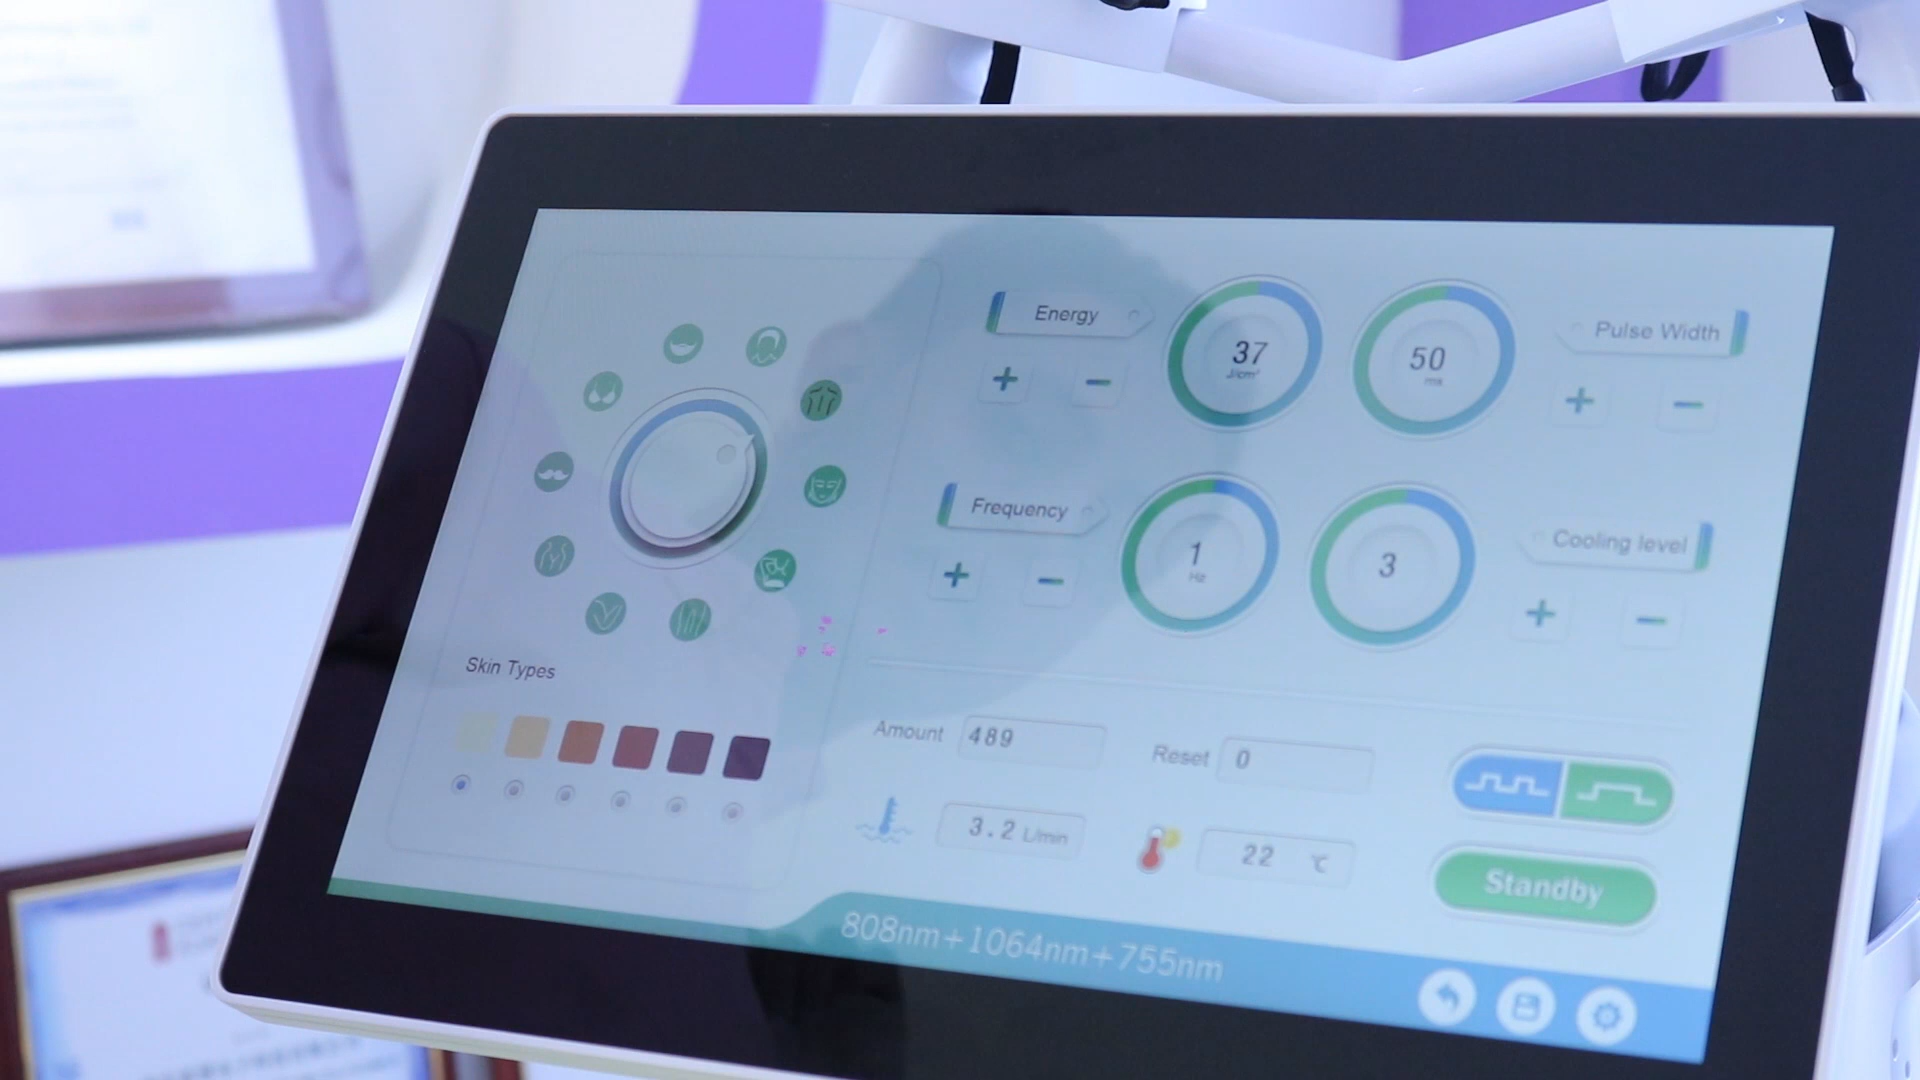 Energy
37
J/cm²
50
ms
Pulse Width
Frequency
1
Hz
3
Cooling level
Skin Types
Amount 489
Reset 0
3.2 L/min
22 ℃
Standby
808nm+1064nm+755nm